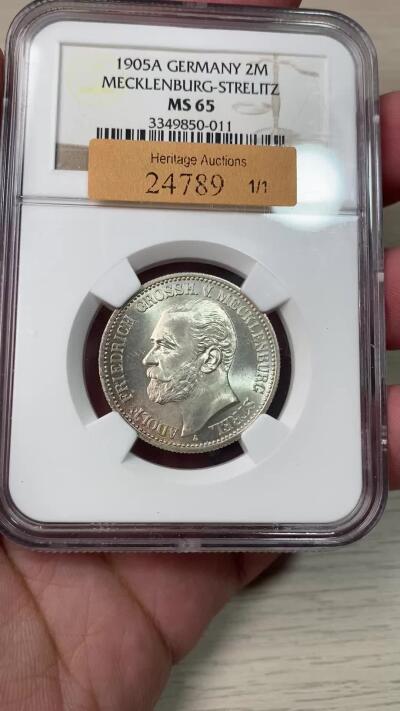 1905A GERMANY 2M
MECKLENBURG-STRELITZ
MS 65
3349850-011
Heritage Auctions
24789 1/1
ADOLF FRIEDRICH GROSSH. V. MECKLENBURG STREL.
A